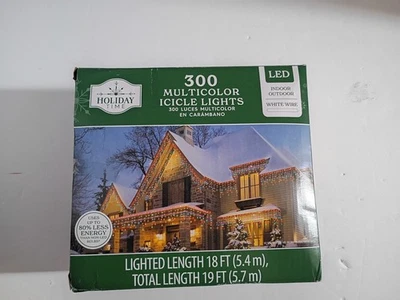 HOLIDAY
TIME
300
MULTICOLOR
ICICLE LIGHTS
300 LUCES MULTICOLOR
EN CARÁMBANO
LED
INDOOR
OUTDOOR
WHITE WIRE
USES
UP TO
80% LESS
ENERGY
LIGHTED LENGTH 18 FT (5.4 m),
TOTAL LENGTH 19 FT (5.7 m)